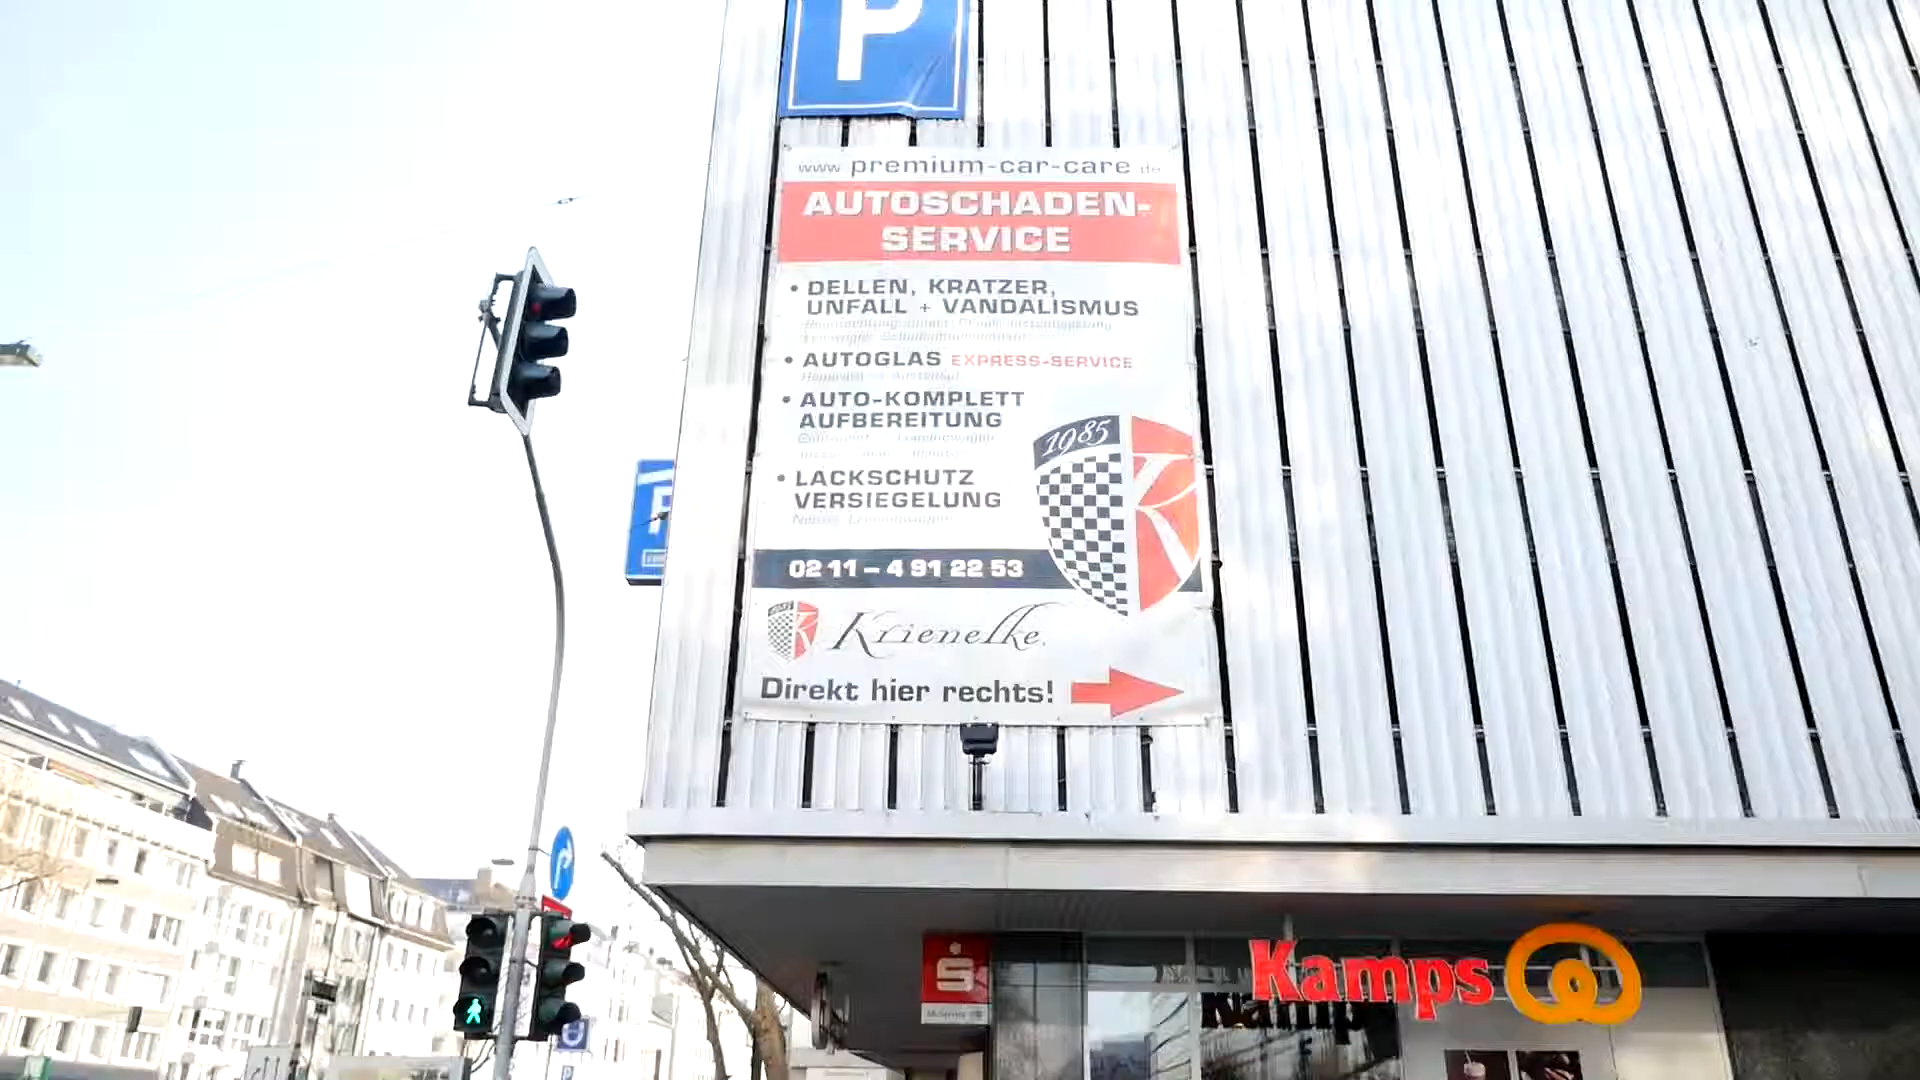 P
www.premium-car-care.de
AUTOSCHADEN-
SERVICE
• DELLEN, KRATZER,
UNFALL + VANDALISMUS
• AUTOGLAS EXPRESS-SERVICE
• AUTO-KOMPLETT
AUFBEREITUNG
• LACKSCHUTZ
VERSIEGELUNG
1985
K
02 11 – 4 91 22 53
1985 K Krienelke
Direkt hier rechts!
P
S
Kamps
U
P